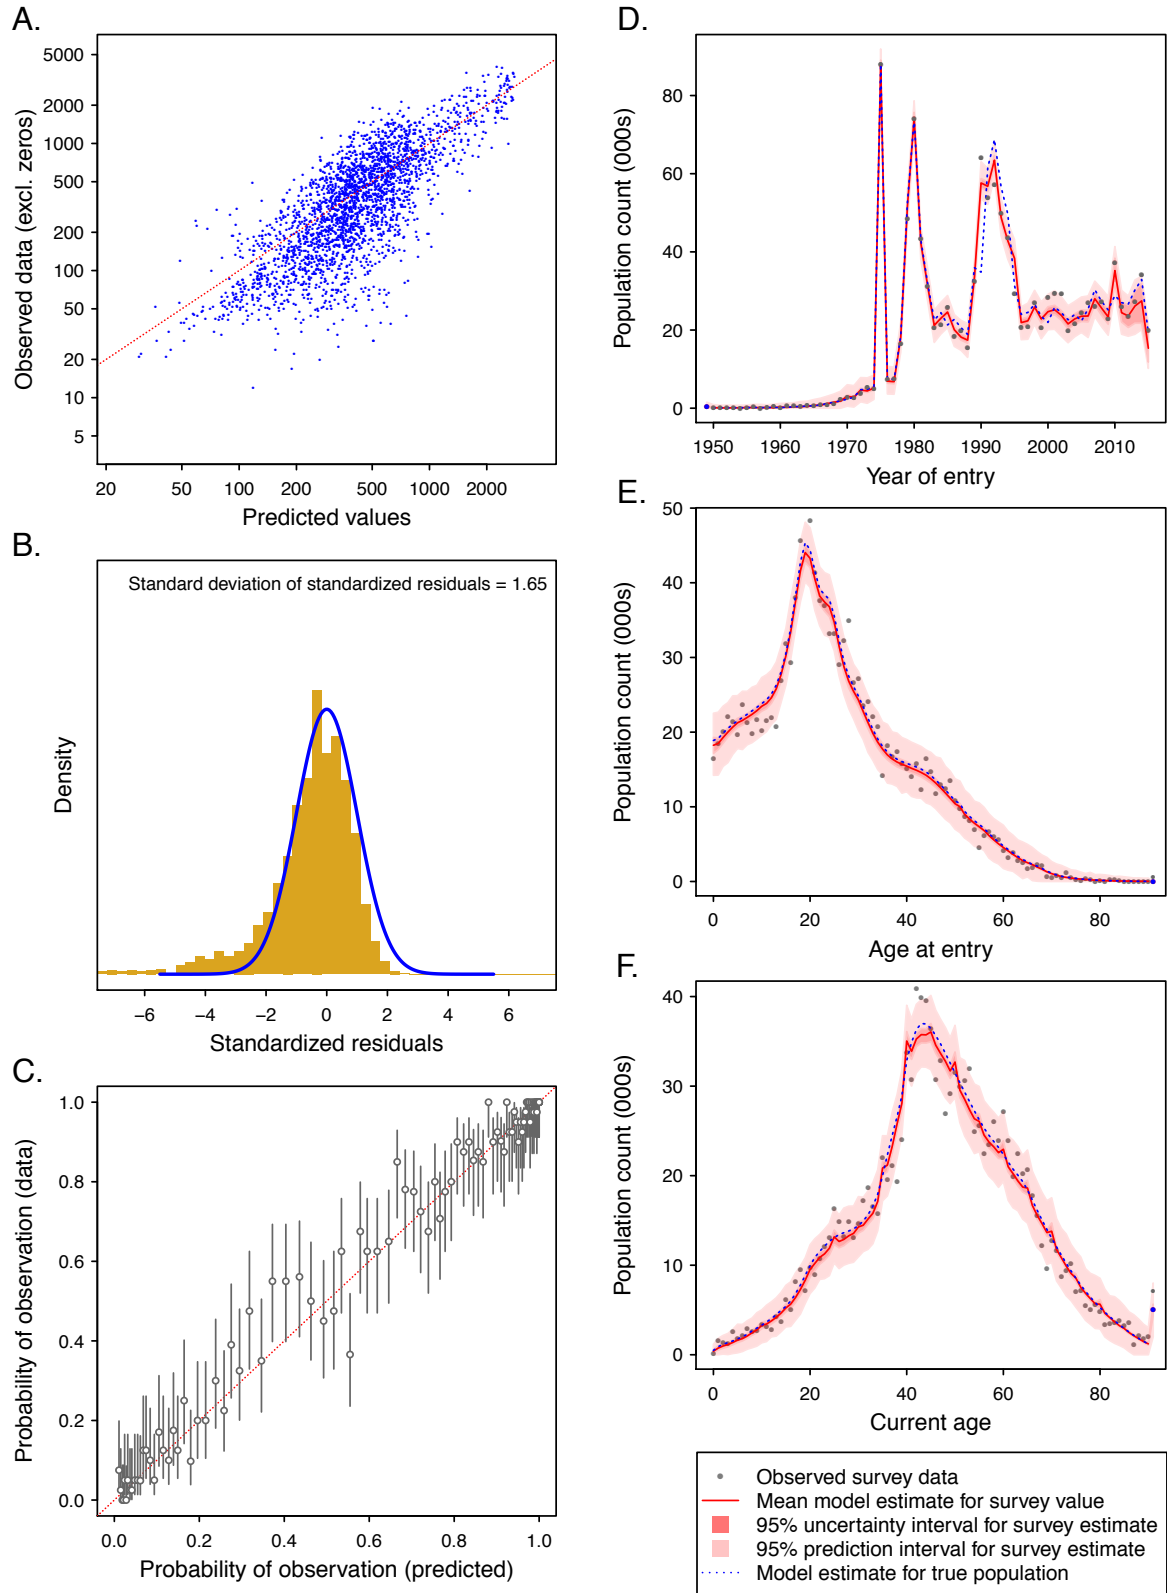 A.
Observed data (excl. zeros)
5000
2000
1000
500
200
100
50
20
10
5
20 50 100 200 500 1000 2000
Predicted values
B.
Standard deviation of standardized residuals = 1.65
Density
−6 −4 −2 0 2 4 6
Standardized residuals
C.
Probability of observation (data)
1.0
0.8
0.6
0.4
0.2
0.0
0.0 0.2 0.4 0.6 0.8 1.0
Probability of observation (predicted)
D.
Population count (000s)
80
60
40
20
0
1950 1960 1970 1980 1990 2000 2010
Year of entry
E.
Population count (000s)
50
40
30
20
10
0
0 20 40 60 80
Age at entry
F.
Population count (000s)
40
30
20
10
0
0 20 40 60 80
Current age
Observed survey data
Mean model estimate for survey value
95% uncertainty interval for survey estimate
95% prediction interval for survey estimate
Model estimate for true population